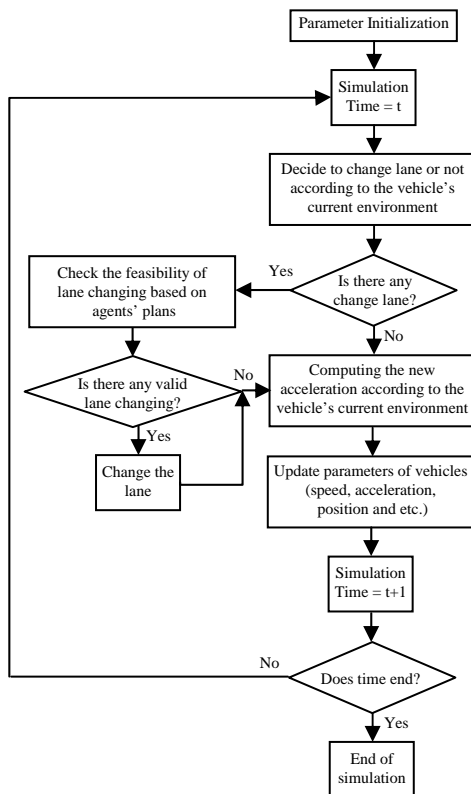 Parameter Initialization
Simulation
Time = t
Decide to change lane or not
according to the vehicle's
current environment
Is there any
change lane?
Yes
No
Check the feasibility of
lane changing based on
agents' plans
Is there any valid
lane changing?
No
Yes
Change the
lane
Computing the new
acceleration according to the
vehicle's current environment
Update parameters of vehicles
(speed, acceleration,
position and etc.)
Simulation
Time = t+1
Does time end?
No
Yes
End of
simulation